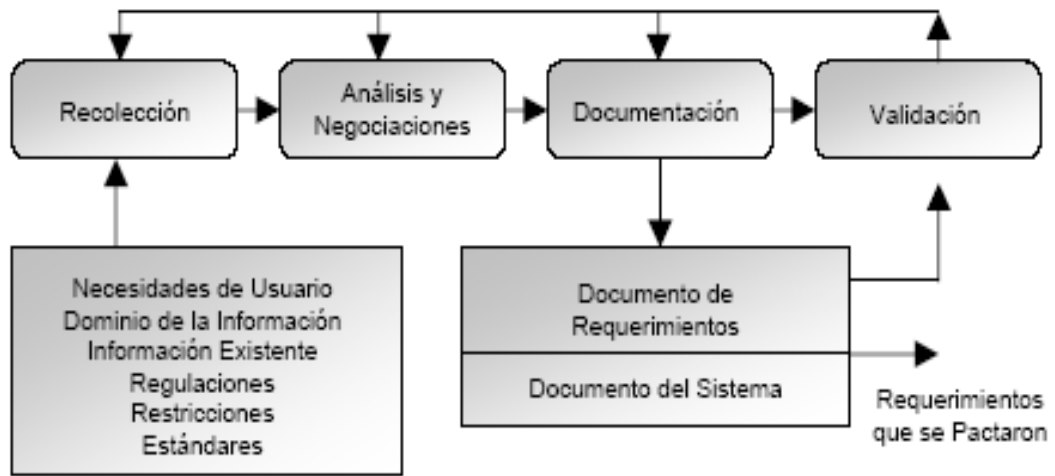 Recolección
Análisis y
Negociaciones
Documentación
Validación
Necesidades de Usuario
Dominio de la Información
Información Existente
Regulaciones
Restricciones
Estándares
Documento de
Requerimientos
Documento del Sistema
Requerimientos
que se Pactaron